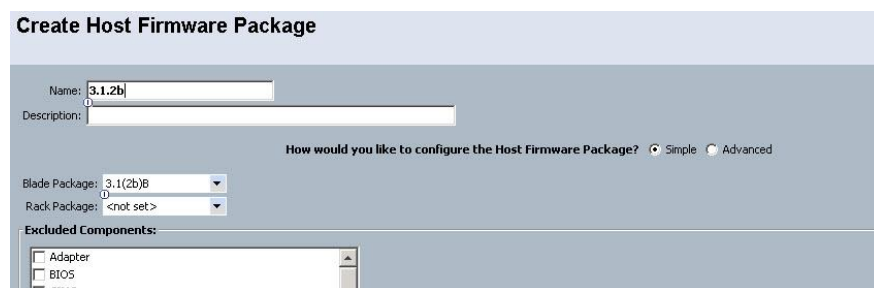 Create Host Firmware Package
Name: 3.1.2b
Description:
How would you like to configure the Host Firmware Package? Simple Advanced
Blade Package: 3.1(2b)B
Rack Package: <not set>
Excluded Components:
Adapter
BIOS